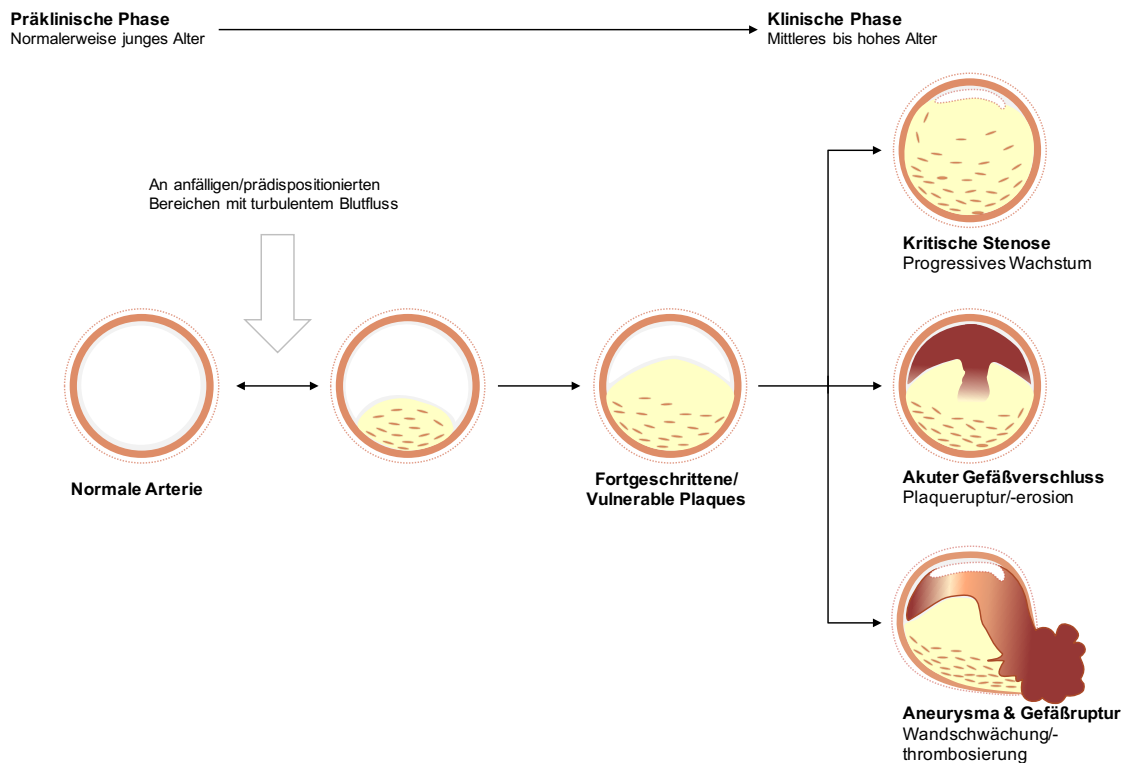 Präklinische Phase
Normalerweise junges Alter
Klinische Phase
Mittleres bis hohes Alter
An anfälligen/prädispositionierten
Bereichen mit turbulentem Blutfluss
Kritische Stenose
Progressives Wachstum
Normale Arterie
Fortgeschrittene/
Vulnerable Plaques
Akuter Gefäßverschluss
Plaqueruptur/-erosion
Aneurysma & Gefäßruptur
Wandschwächung/-
thrombosierung